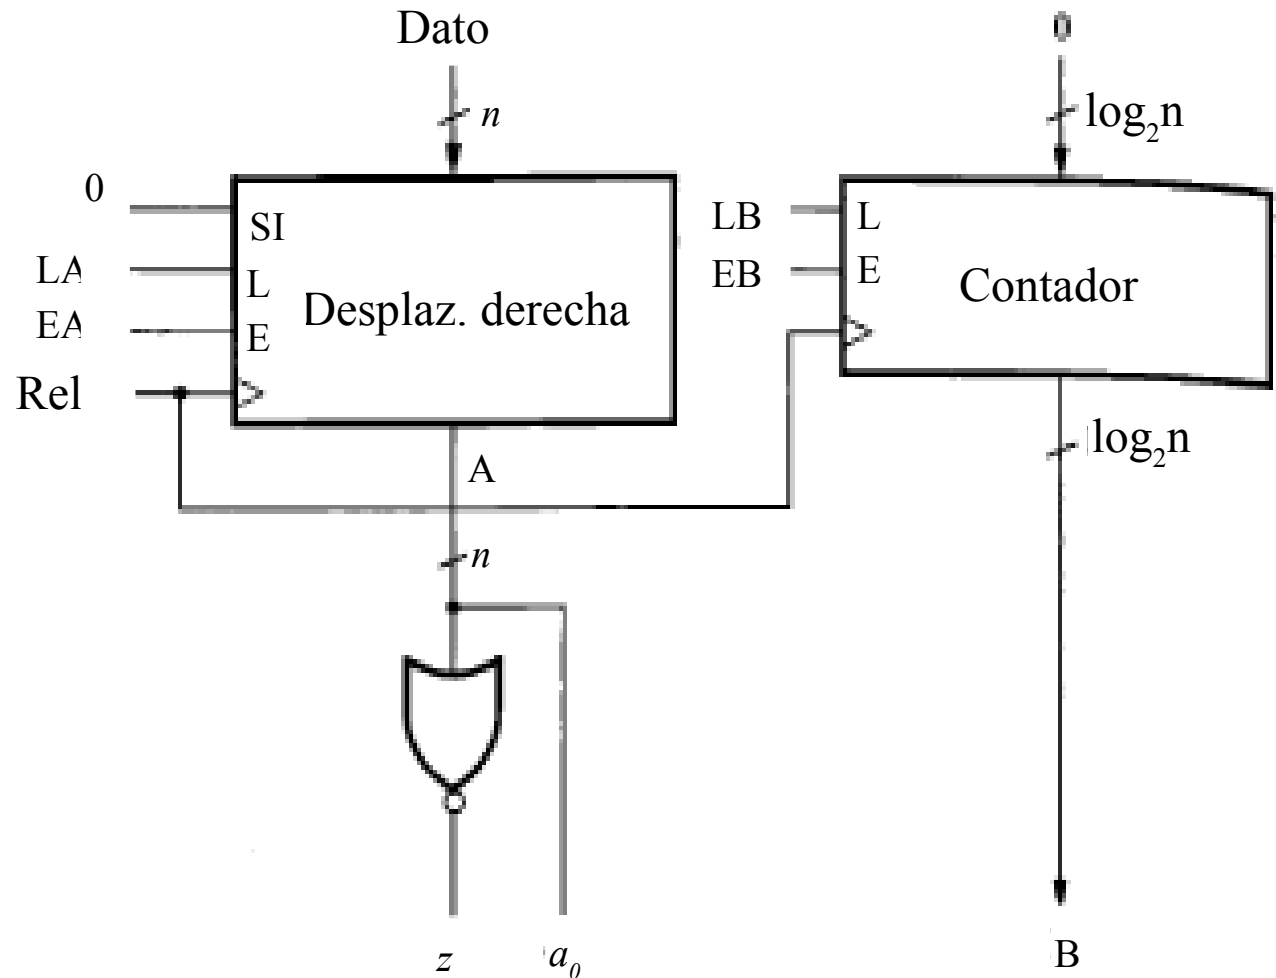 Dato
0
n
log₂n
0
SI
LA
L
EA
E
Desplaz. derecha
Rel
LB
L
EB
E
Contador
A
log₂n
n
z
a₀
B